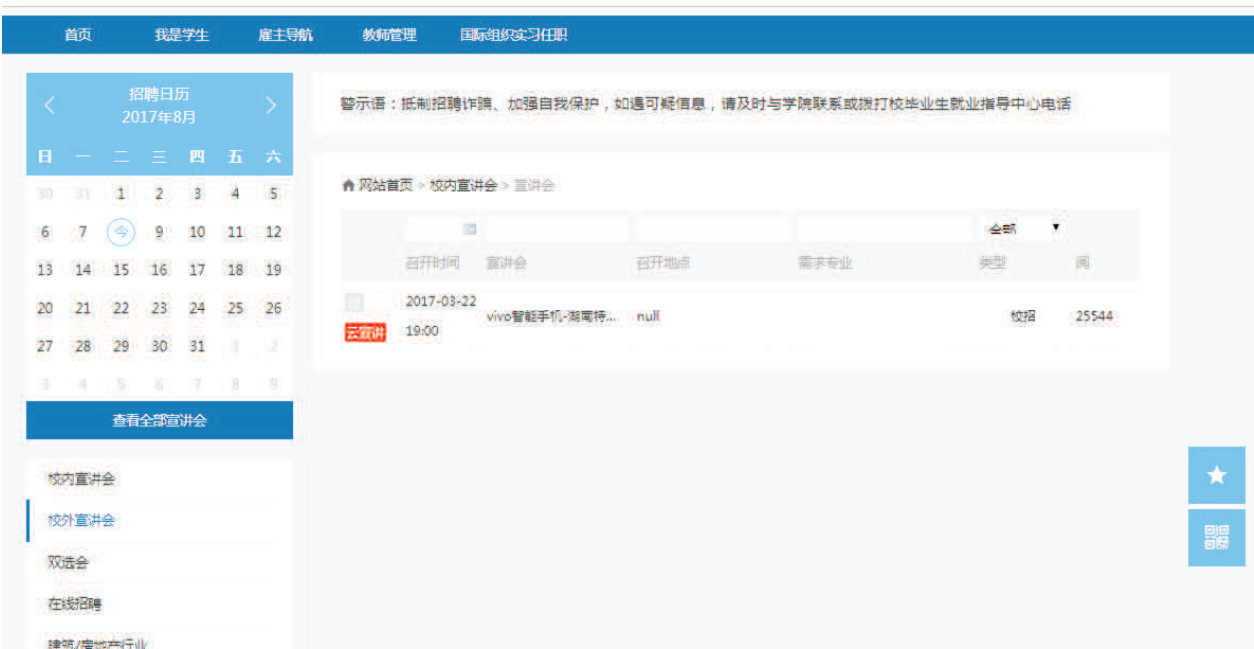 首页 我是学生 雇主导航 教师管理 国际组织实习任职
招聘日历
2017年8月
日 一 二 三 四 五 六
30 31 1 2 3 4 5
6 7 今 9 10 11 12
13 14 15 16 17 18 19
20 21 22 23 24 25 26
27 28 29 30 31 1 2
3 4 5 6 7 8 9
查看全部宣讲会
校内宣讲会
校外宣讲会
双选会
在线招聘
建筑/房地产行业
警示语：抵制招聘诈骗、加强自我保护，如遇可疑信息，请及时与学院联系或拨打校毕业生就业指导中心电话
网站首页 > 校内宣讲会 > 宣讲会
全部
召开时间 宣讲会 召开地点 需求专业 类型 阅
云宣讲 2017-03-22
19:00 vivo智能手机-湖南特... null 校招 25544